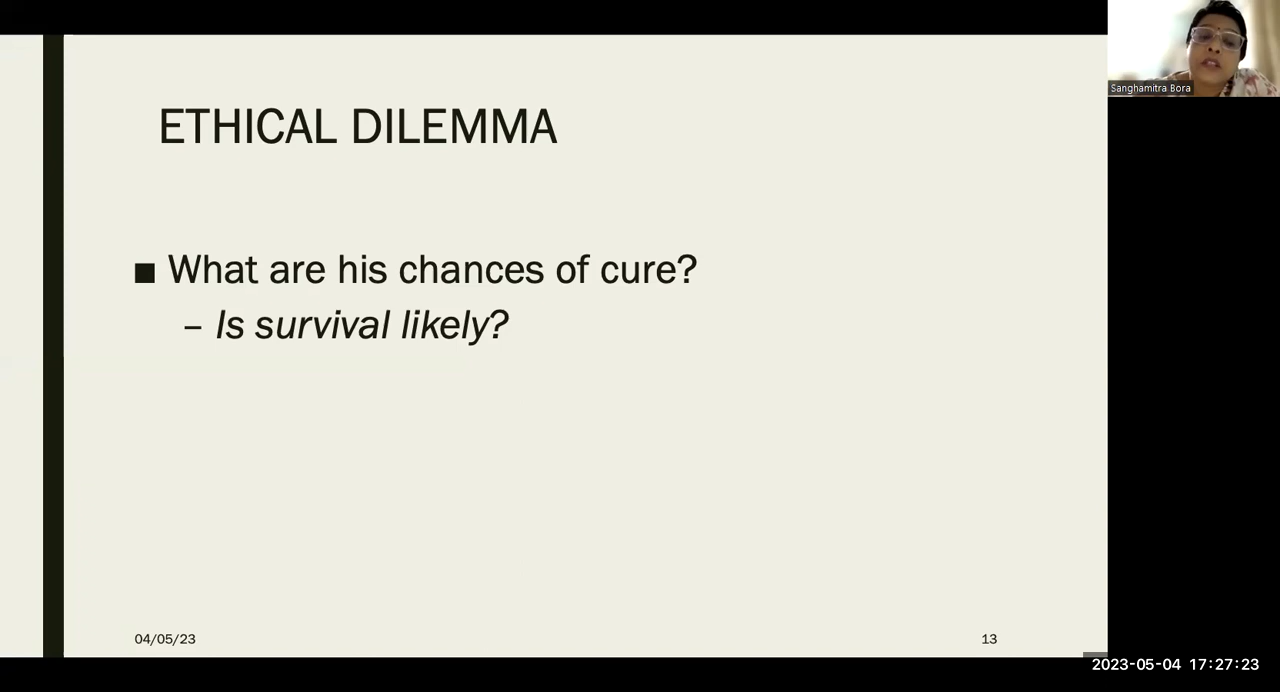 ETHICAL DILEMMA
Sanghamitra Bora
■ What are his chances of cure?
– Is survival likely?
04/05/23
13
2023-05-04 17:27:23